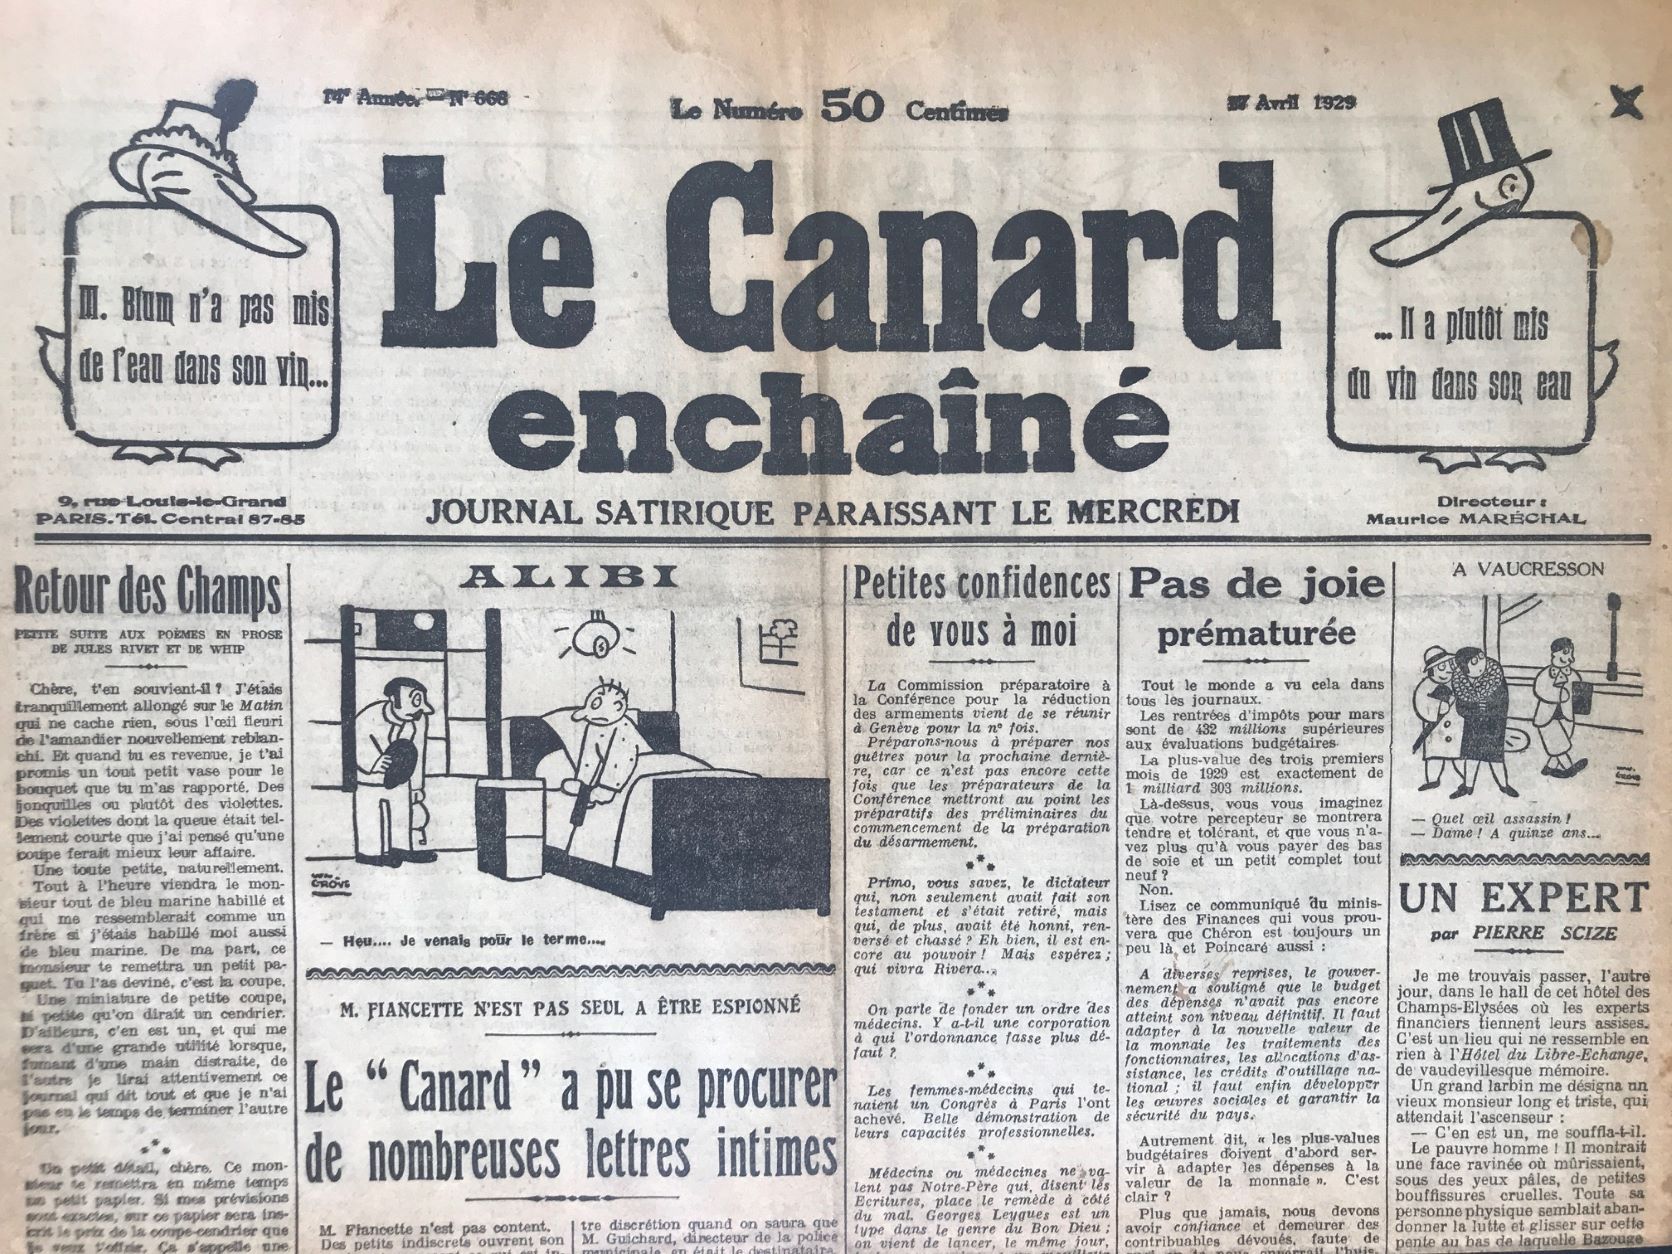 14e Année. — N° 668
Le Numéro 50 Centimes
Avril 1929
M. Blum n'a pas mis
de l'eau dans son vin...
Le Canard
enchaîné
... Il a plutôt mis
du vin dans son eau
9, rue Louis-le-Grand
PARIS. Tél. Central 87-85
JOURNAL SATIRIQUE PARAISSANT LE MERCREDI
Directeur :
Maurice MARÉCHAL
Retour des Champs
PETITE SUITE AUX POÈMES EN PROSE
DE JULES RIVET ET DE WHIP
Chère, t'en souvient-il ? J'étais
tranquillement allongé sur le Matin
qui ne cache rien, sous l'œil fleuri
de l'amandier nouvellement reblan-
chi. Et quand tu es revenue, je t'ai
promis un tout petit vase pour le
bouquet que tu m'as rapporté. Des
jonquilles ou plutôt des violettes.
Des violettes dont la queue était tel-
lement courte que j'ai pensé qu'une
coupe ferait mieux leur affaire.
Une toute petite, naturellement.
Tout à l'heure viendra le mon-
sieur tout de bleu marine habillé et
qui me ressemblerait comme un
frère si j'étais habillé moi aussi
de bleu marine. De ma part, ce
monsieur te remettra un petit pa-
quet. Tu l'as deviné, c'est la coupe.
Une miniature de petite coupe,
si petite qu'on dirait un cendrier.
D'ailleurs, c'en est un, et qui me
sera d'une grande utilité lorsque,
fumant d'une main distraite, de
l'autre je lirai attentivement ce
journal qui dit tout et que je n'ai
pas eu le temps de terminer l'autre
jour.
Un petit détail, chère. Ce mon-
sieur te remettra en même temps
un petit papier. Si mes prévisions
sont exactes, sur ce papier sera ins-
crit le prix de la coupe-cendrier que
je veux t'offrir. Ça s'appelle une
ALIBI
GROVE
— Heu.... Je venais pour le terme....
M. FIANCETTE N'EST PAS SEUL A ÊTRE ESPIONNÉ
Le " Canard " a pu se procurer
de nombreuses lettres intimes
M. Fiancette n'est pas content.
Des petits indiscrets ouvrent son
tre discrétion quand on saura que
M. Guichard, directeur de la police
municipale, en était le destinataire.
Petites confidences
de vous à moi
La Commission préparatoire à
la Conférence pour la réduction
des armements vient de se réunir
à Genève pour la n° fois.
Préparons-nous à préparer nos
guêtres pour la prochaine derniè-
re, car ce n'est pas encore cette
fois que les préparateurs de la
Conférence mettront au point les
préparatifs des préliminaires du
commencement de la préparation
du désarmement.
Primo, vous savez, le dictateur
qui, non seulement avait fait son
testament et s'était retiré, mais
qui, de plus, avait été honni, ren-
versé et chassé ? Eh bien, il est en-
core au pouvoir ! Mais espérez ;
qui vivra Rivera...
On parle de fonder un ordre des
médecins. Y a-t-il une corporation
à qui l'ordonnance fasse plus dé-
faut ?
Les femmes-médecins qui te-
naient un Congrès à Paris l'ont
achevé. Belle démonstration de
leurs capacités professionnelles.
Médecins ou médecines ne va-
lent pas Notre-Père qui, disent les
Ecritures, place le remède à côté
du mal. Georges Leygues est un
type dans le genre du Bon Dieu ;
on vient de lancer, le même jour,
Pas de joie
prématurée
Tout le monde a vu cela dans
tous les journaux.
Les rentrées d'impôts pour mars
sont de 432 millions supérieures
aux évaluations budgétaires.
La plus-value des trois premiers
mois de 1929 est exactement de
1 milliard 303 millions.
Là-dessus, vous vous imaginez
que votre percepteur se montrera
tendre et tolérant, et que vous n'a-
vez plus qu'à vous payer des bas
de soie et un petit complet tout
neuf ?
Non.
Lisez ce communiqué du minis-
tère des Finances qui vous prou-
vera que Chéron est toujours un
peu là, et Poincaré aussi :
A diverses reprises, le gouver-
nement a souligné que le budget
des dépenses n'avait pas encore
atteint son niveau définitif. Il faut
adapter à la nouvelle valeur de
la monnaie les traitements des
fonctionnaires, les allocations d'as-
sistance, les crédits d'outillage na-
tional ; il faut enfin développer
les œuvres sociales et garantir la
sécurité du pays.
Autrement dit, « les plus-values
budgétaires doivent d'abord ser-
vir à adapter les dépenses à la
valeur de la monnaie ». C'est
clair ?
Plus que jamais, nous devons
avoir confiance et demeurer des
contribuables dévoués, faute de
A VAUCRESSON
GROVE
— Quel œil assassin !
— Dame ! A quinze ans...
UN EXPERT
par PIERRE SCIZE
Je me trouvais passer, l'autre
jour, dans le hall de cet hôtel des
Champs-Elysées où les experts
financiers tiennent leurs assises.
C'est un lieu qui ne ressemble en
rien à l'Hôtel du Libre-Echange,
de vaudevillesque mémoire.
Un grand larbin me désigna un
vieux monsieur long et triste, qui
attendait l'ascenseur :
— C'en est un, me souffla-t-il.
Le pauvre homme ! Il montrait
une face ravinée où mûrissaient,
sous des yeux pâles, de petites
bouffissures cruelles. Toute sa
personne physique semblait aban-
donner la lutte et glisser sur cette
pente au bas de laquelle Bazouge